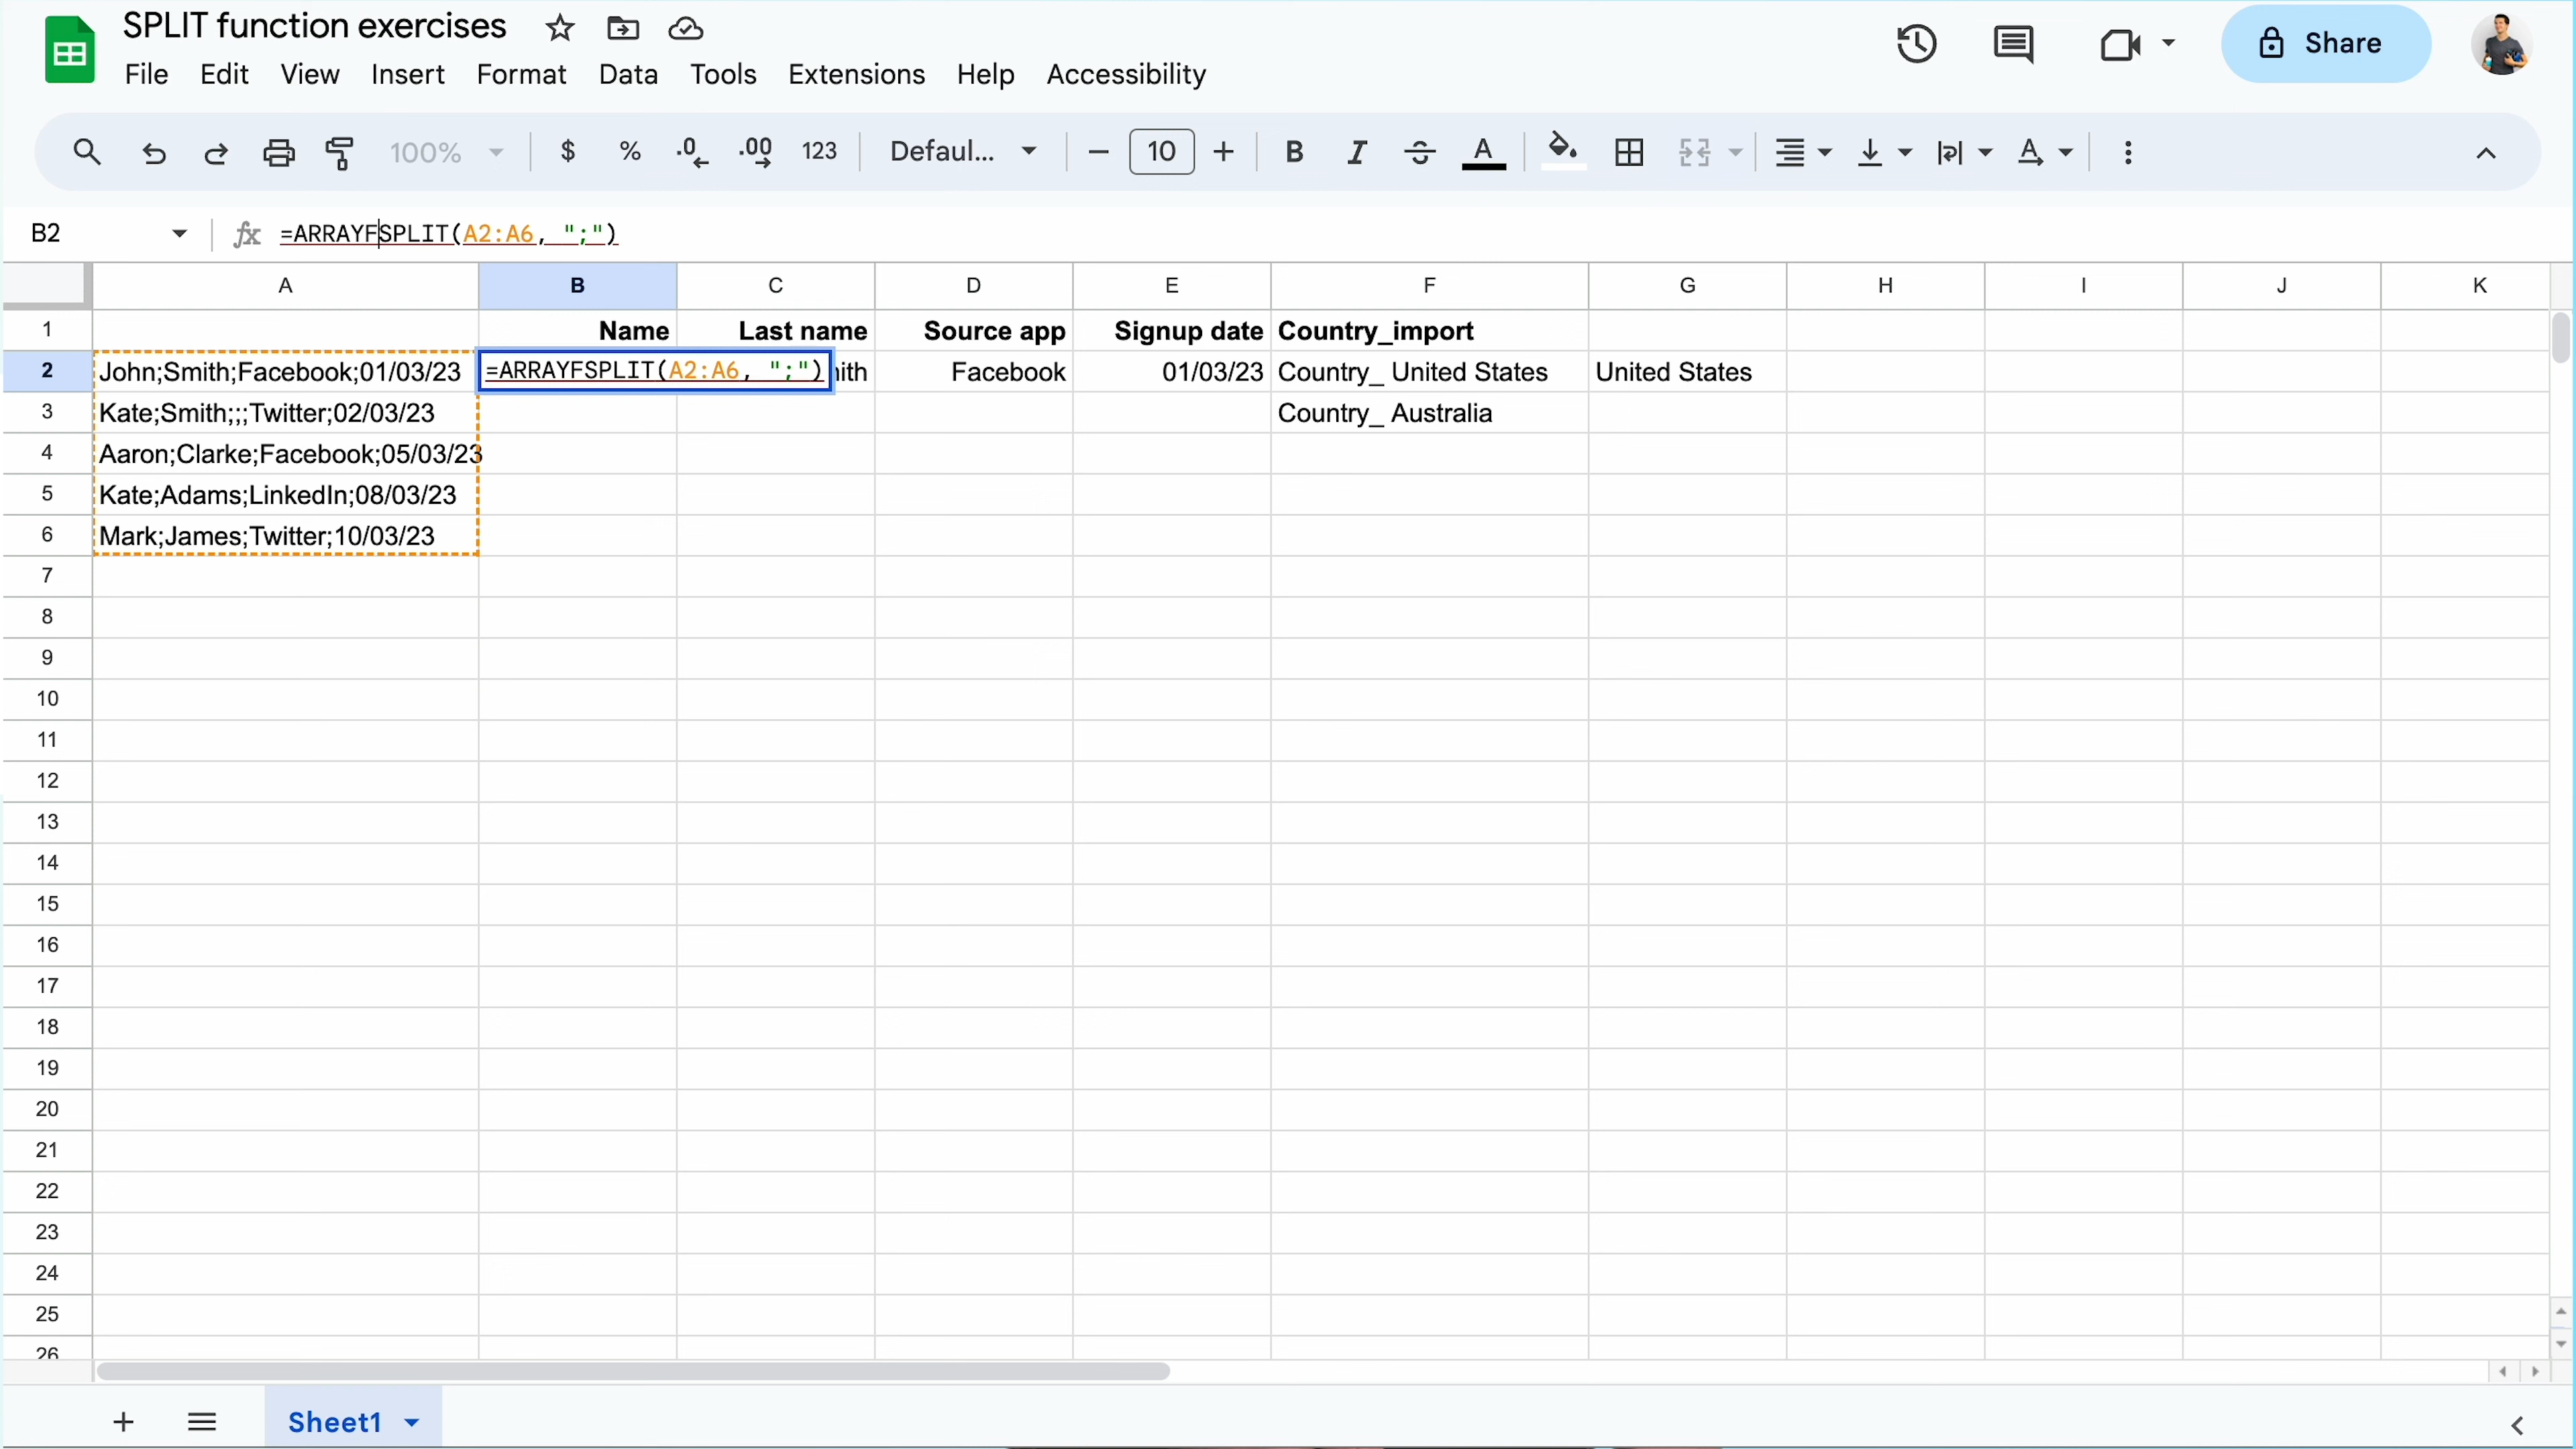 SPLIT function exercises
File Edit View Insert Format Data Tools Extensions Help Accessibility
Share
100% $ % .0 .00 123 Defaul... 10 B I A A
B2 fx =ARRAYFSPLIT(A2:A6, ";")
A B C D E F G H I J K
1 Name Last name Source app Signup date Country_import
2 John;Smith;Facebook;01/03/23 =ARRAYFSPLIT(A2:A6, ";") ith Facebook 01/03/23 Country_ United States United States
3 Kate;Smith;;;Twitter;02/03/23 Country_ Australia
4 Aaron;Clarke;Facebook;05/03/23
5 Kate;Adams;LinkedIn;08/03/23
6 Mark;James;Twitter;10/03/23
7
8
9
10
11
12
13
14
15
16
17
18
19
20
21
22
23
24
25
26
Sheet1